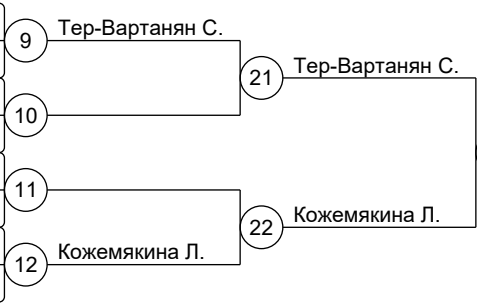 9 Тер-Вартанян С.
21 Тер-Вартанян С.
10
11
22 Кожемякина Л.
12 Кожемякина Л.